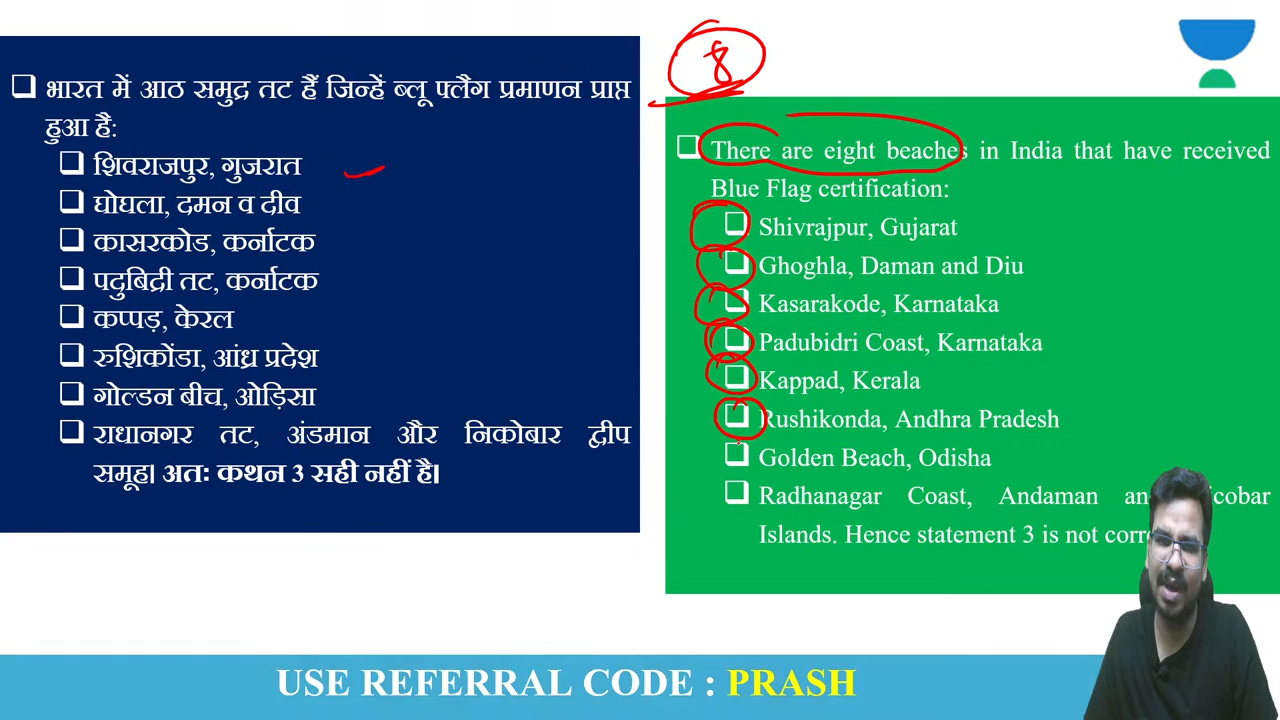 ❑ भारत में आठ समुद्र तट हैं जिन्हें ब्लू फ्लैग प्रमाणन प्राप्त
हुआ है:
❑ शिवराजपुर, गुजरात
❑ घोघला, दमन व दीव
❑ कासरकोड, कर्नाटक
❑ पदुबिद्री तट, कर्नाटक
❑ कप्पड़, केरल
❑ रुशिकोंडा, आंध्र प्रदेश
❑ गोल्डन बीच, ओड़िसा
❑ राधानगर तट, अंडमान और निकोबार द्वीप
समूह। अतः कथन 3 सही नहीं है।
8
❑ There are eight beaches in India that have received
Blue Flag certification:
❑ Shivrajpur, Gujarat
❑ Ghoghla, Daman and Diu
❑ Kasarakode, Karnataka
❑ Padubidri Coast, Karnataka
❑ Kappad, Kerala
❑ Rushikonda, Andhra Pradesh
❑ Golden Beach, Odisha
❑ Radhanagar Coast, Andaman
Islands. Hence statement 3 is not
USE REFERRAL CODE : PRASH